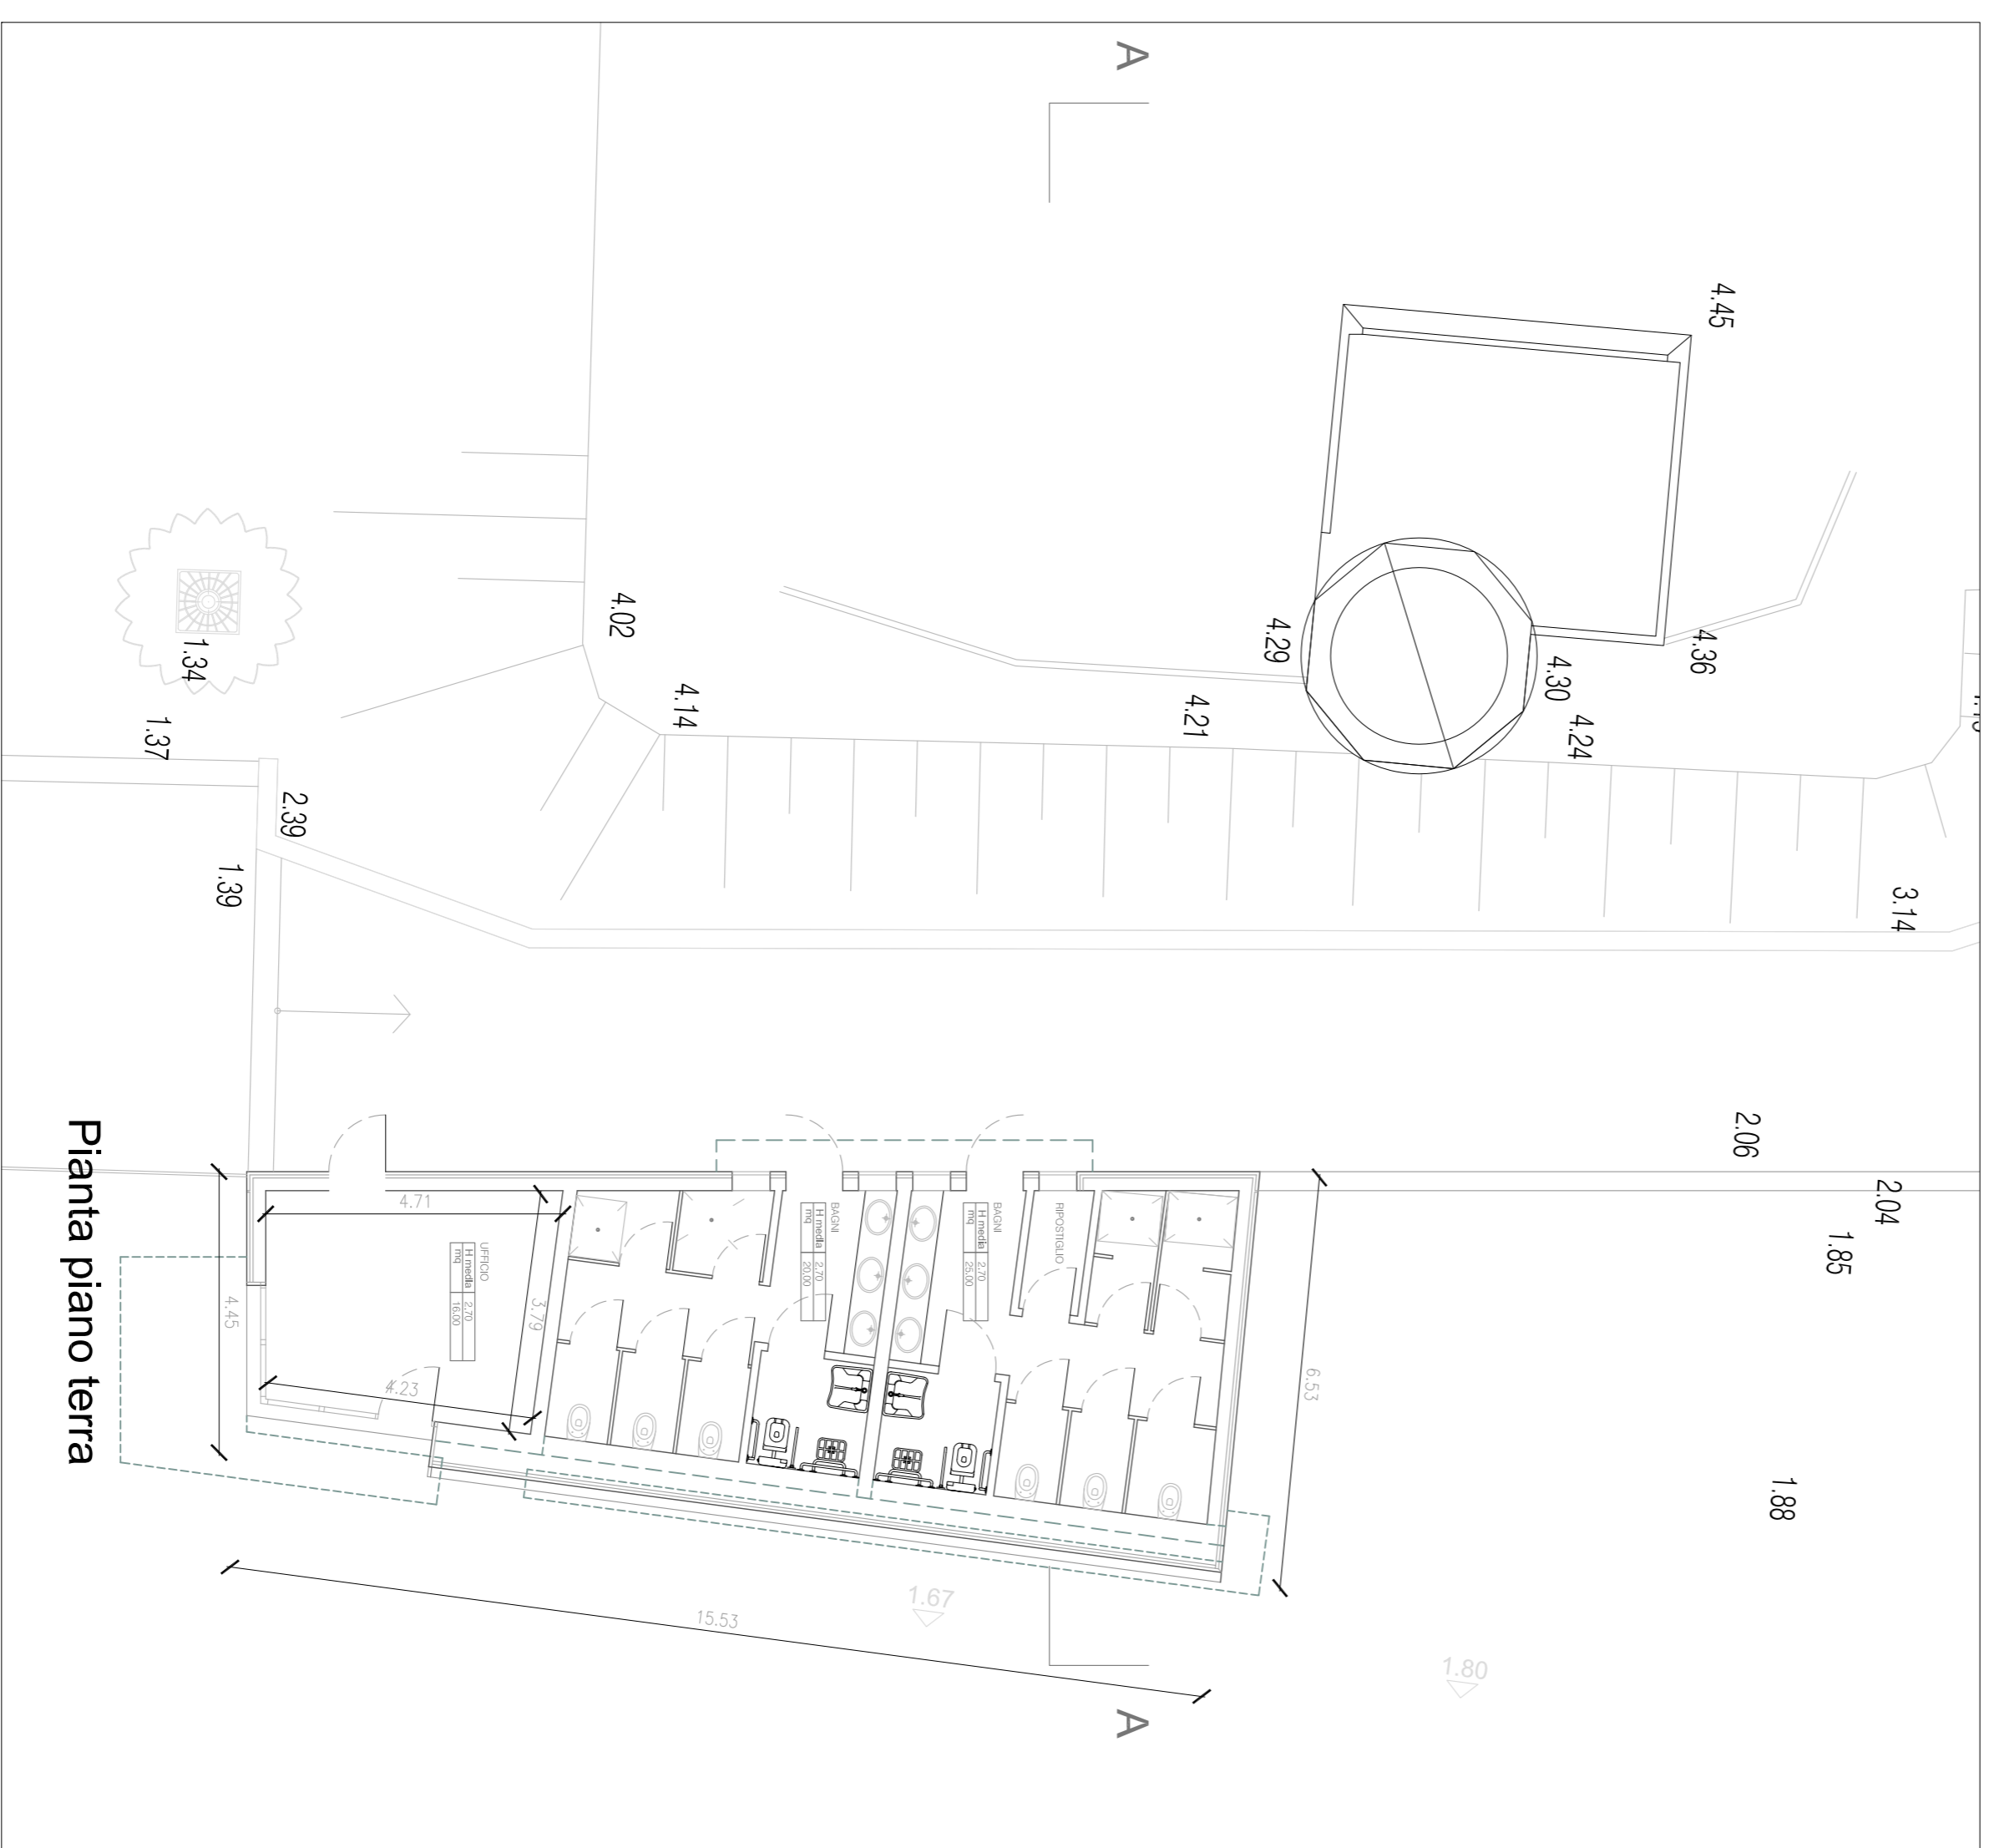 A
4.45
4.36
4.30
4.24
4.29
4.21
4.14
4.02
1.34
1.37
2.39
1.39
3.14
2.06
2.04
1.85
1.88
RIPOSTIGLIO
BAGNI
H media 2.70
mq 25.00
BAGNI
H media 2.70
mq 20.00
UFFICIO
H media 2.70
mq 16.00
4.71
3.79
4.23
4.45
6.53
15.53
1.67
1.80
A
Pianta piano terra